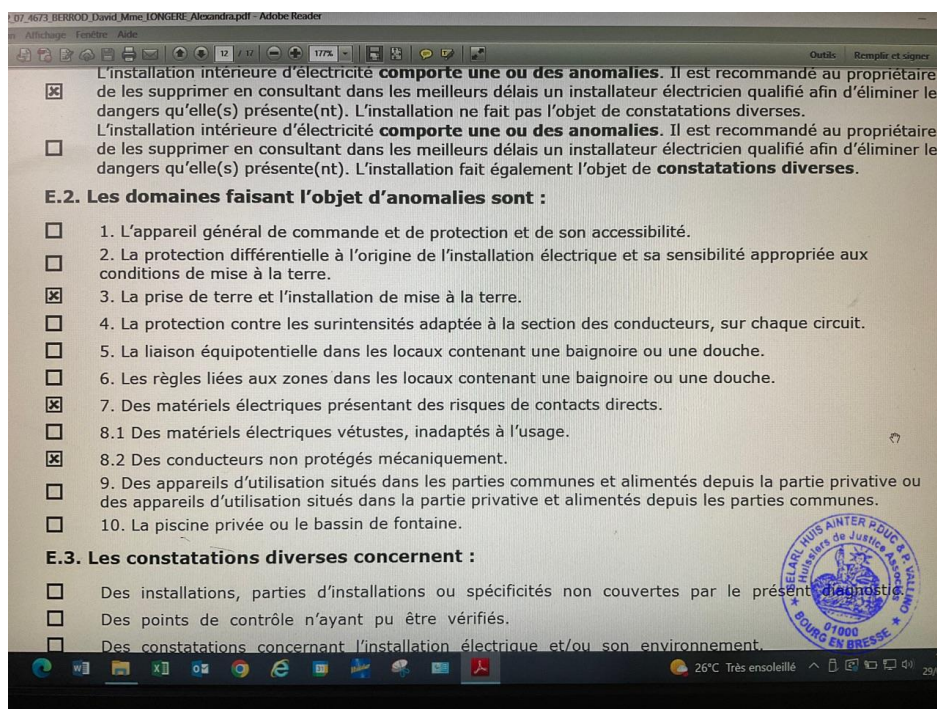 _07_4673_BERROD_David_Mme_LONGERE_Alexandra.pdf - Adobe Reader
Affichage Fenêtre Aide
12 / 17 177% Outils Remplir et signer
L'installation intérieure d'électricité comporte une ou des anomalies. Il est recommandé au propriétaire
de les supprimer en consultant dans les meilleurs délais un installateur électricien qualifié afin d'éliminer le
dangers qu'elle(s) présente(nt). L'installation ne fait pas l'objet de constatations diverses.
L'installation intérieure d'électricité comporte une ou des anomalies. Il est recommandé au propriétaire
de les supprimer en consultant dans les meilleurs délais un installateur électricien qualifié afin d'éliminer le
dangers qu'elle(s) présente(nt). L'installation fait également l'objet de constatations diverses.
E.2. Les domaines faisant l'objet d'anomalies sont :
1. L'appareil général de commande et de protection et de son accessibilité.
2. La protection différentielle à l'origine de l'installation électrique et sa sensibilité appropriée aux
conditions de mise à la terre.
3. La prise de terre et l'installation de mise à la terre.
4. La protection contre les surintensités adaptée à la section des conducteurs, sur chaque circuit.
5. La liaison équipotentielle dans les locaux contenant une baignoire ou une douche.
6. Les règles liées aux zones dans les locaux contenant une baignoire ou une douche.
7. Des matériels électriques présentant des risques de contacts directs.
8.1 Des matériels électriques vétustes, inadaptés à l'usage.
8.2 Des conducteurs non protégés mécaniquement.
9. Des appareils d'utilisation situés dans les parties communes et alimentés depuis la partie privative ou
des appareils d'utilisation situés dans la partie privative et alimentés depuis les parties communes.
10. La piscine privée ou le bassin de fontaine.
E.3. Les constatations diverses concernent :
Des installations, parties d'installations ou spécificités non couvertes par le présent diagnostic.
Des points de contrôle n'ayant pu être vérifiés.
Des constatations concernant l'installation électrique et/ou son environnement.
SELARL HUIS AINTER P.DUC & P. VALLINO
Huissiers de Justice Associés
01000
BOURG EN BRESSE
26°C Très ensoleillé
29/